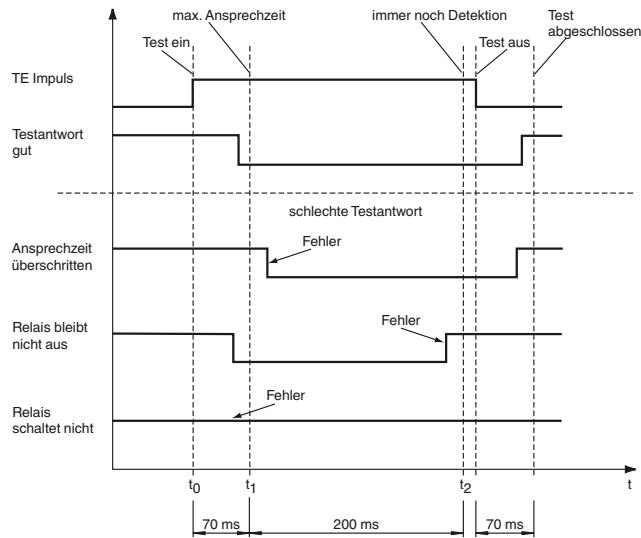 max. Ansprechzeit
immer noch Detektion
Test
abgeschlossen
Test ein
Test aus
TE Impuls
Testantwort
gut
schlechte Testantwort
Ansprechzeit
überschritten
Fehler
Relais bleibt
nicht aus
Fehler
Relais
schaltet nicht
Fehler
t0
t1
t2
t
70 ms
200 ms
70 ms